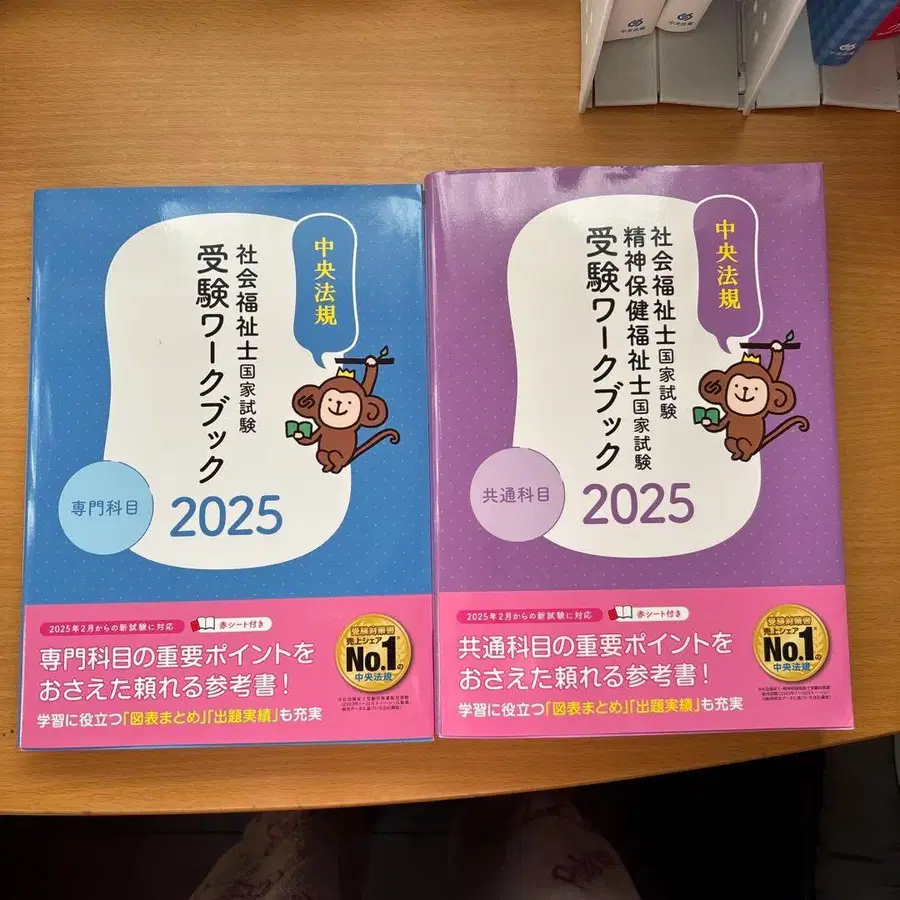 中央法規
社会福祉士国家試験
受験ワークブック
2025
専門科目
2025年2月からの新試験に対応
赤シート付き
専門科目の重要ポイントを
おさえた頼れる参考書！
学習に役立つ「図表まとめ」「出題実績」も充実
受験対策書
売上シェア
No.1の
中央法規
中央法規
社会福祉士国家試験
精神保健福祉士国家試験
受験ワークブック
2025
共通科目
2025年2月からの新試験に対応
赤シート付き
共通科目の重要ポイントを
おさえた頼れる参考書！
学習に役立つ「図表まとめ」「出題実績」も充実
受験対策書
売上シェア
No.1の
中央法規
中央法規
中央法規